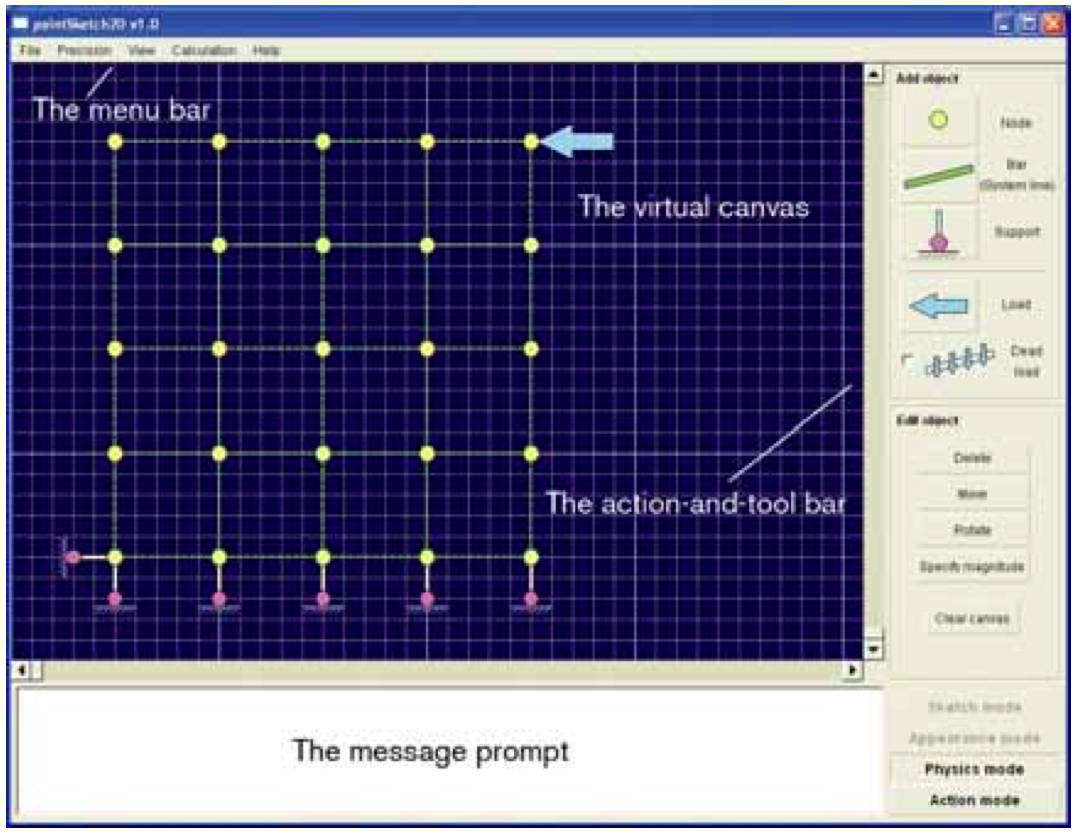 pointSketch2D v1.0
File Precision View Calculation Help
The menu bar
The virtual canvas
The action-and-tool bar
The message prompt
Add object
Node
Bar
(System line)
Support
Load
Dead
load
Edit object
Delete
Move
Rotate
Specify magnitude
Clear canvas
Sketch mode
Appearance mode
Physics mode
Action mode